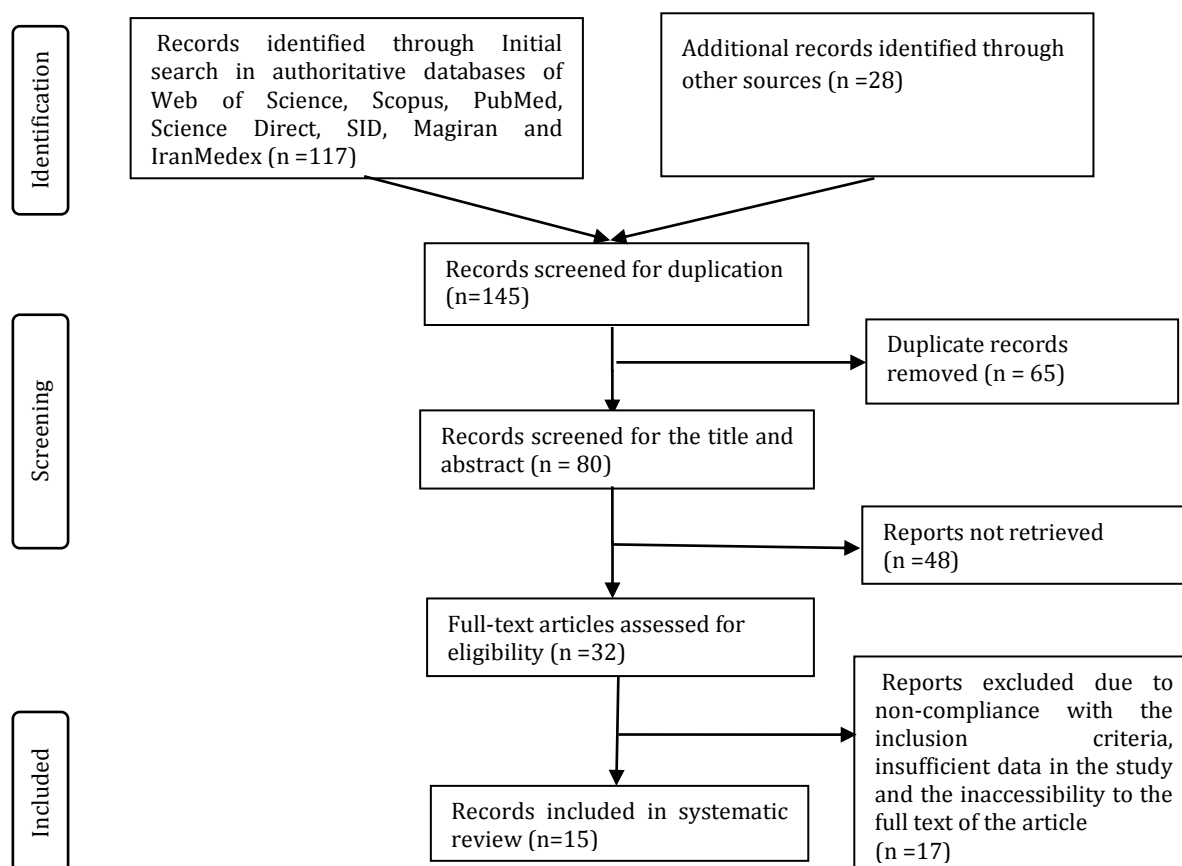 Identification
Records identified through Initial
search in authoritative databases of
Web of Science, Scopus, PubMed,
Science Direct, SID, Magiran and
IranMedex (n =117)
Additional records identified through
other sources (n =28)
Records screened for duplication
(n=145)
Screening
Duplicate records
removed (n = 65)
Records screened for the title and
abstract (n = 80)
Reports not retrieved
(n =48)
Full-text articles assessed for
eligibility (n =32)
Included
Reports excluded due to
non-compliance with the
inclusion criteria,
insufficient data in the study
and the inaccessibility to the
full text of the article
(n =17)
Records included in systematic
review (n=15)